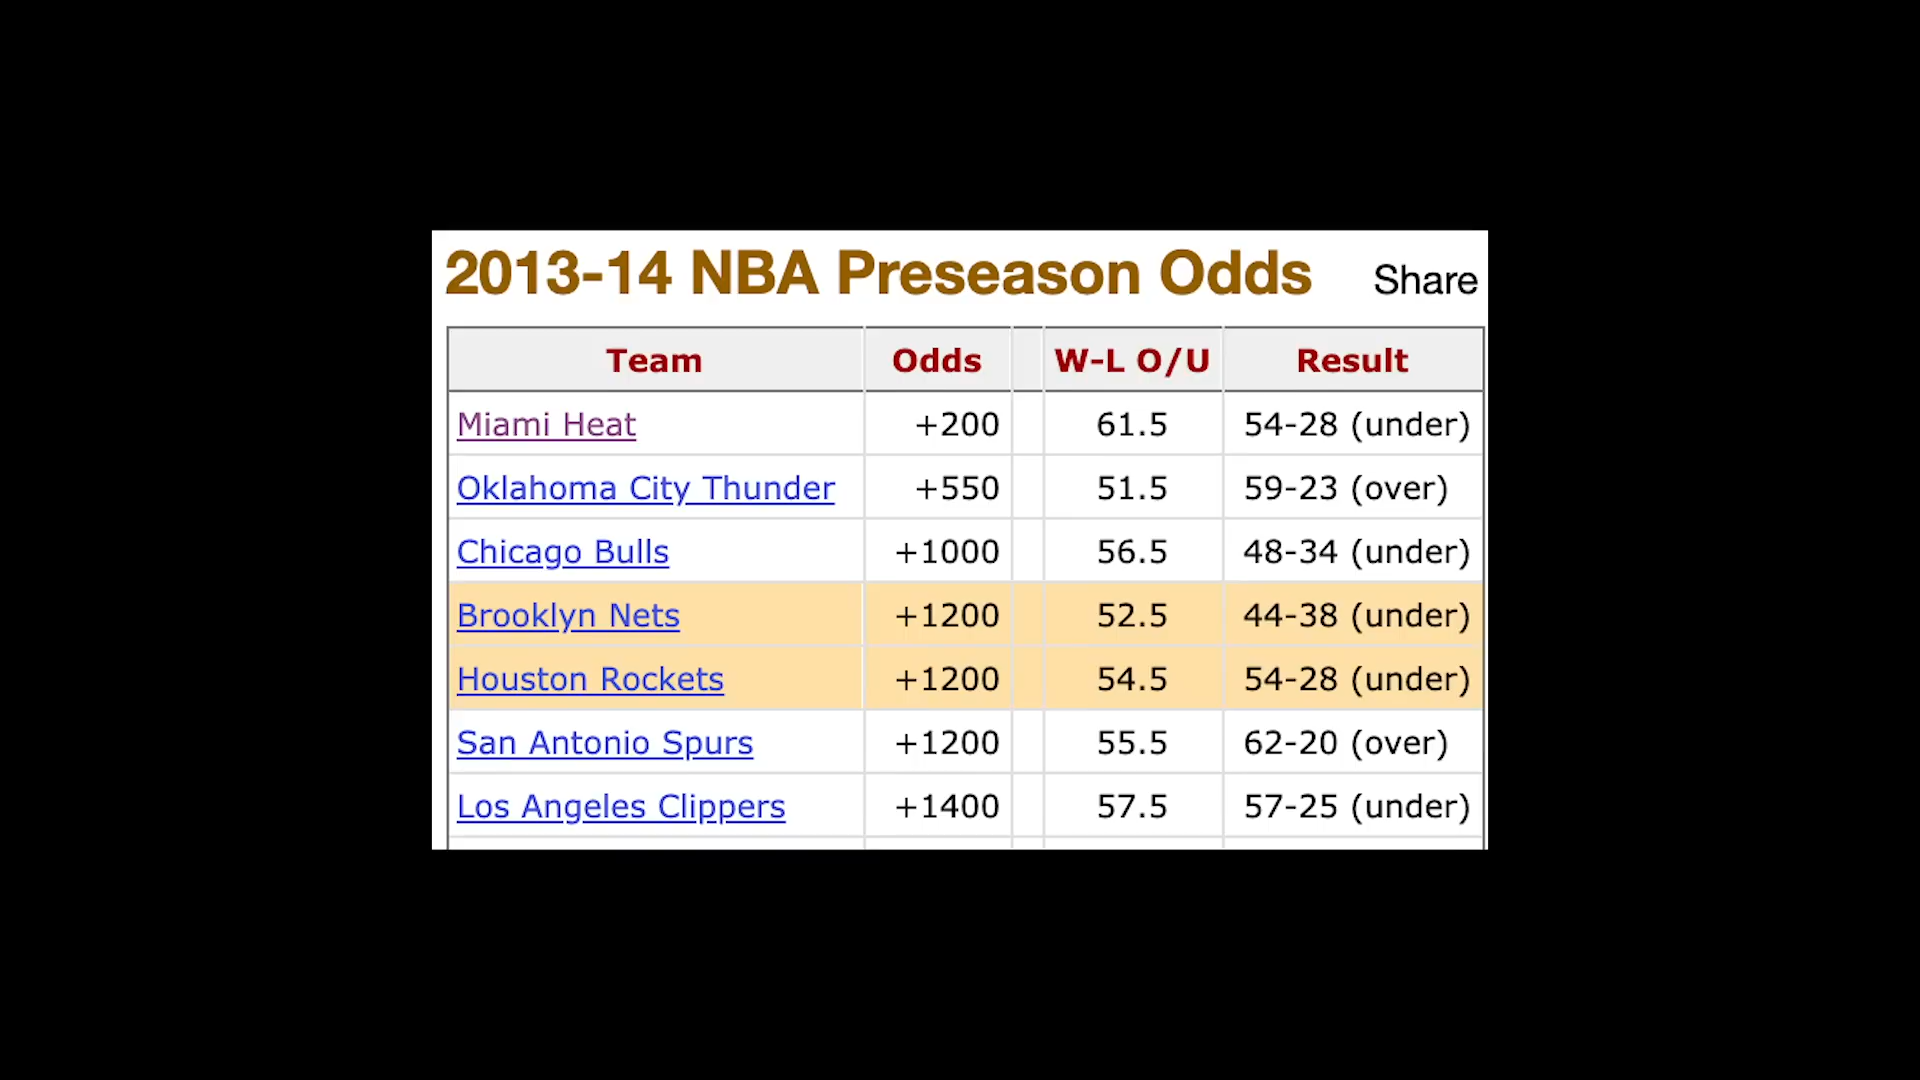 2013-14 NBA Preseason Odds Share
Team Odds W-L O/U Result
Miami Heat +200 61.5 54-28 (under)
Oklahoma City Thunder +550 51.5 59-23 (over)
Chicago Bulls +1000 56.5 48-34 (under)
Brooklyn Nets +1200 52.5 44-38 (under)
Houston Rockets +1200 54.5 54-28 (under)
San Antonio Spurs +1200 55.5 62-20 (over)
Los Angeles Clippers +1400 57.5 57-25 (under)